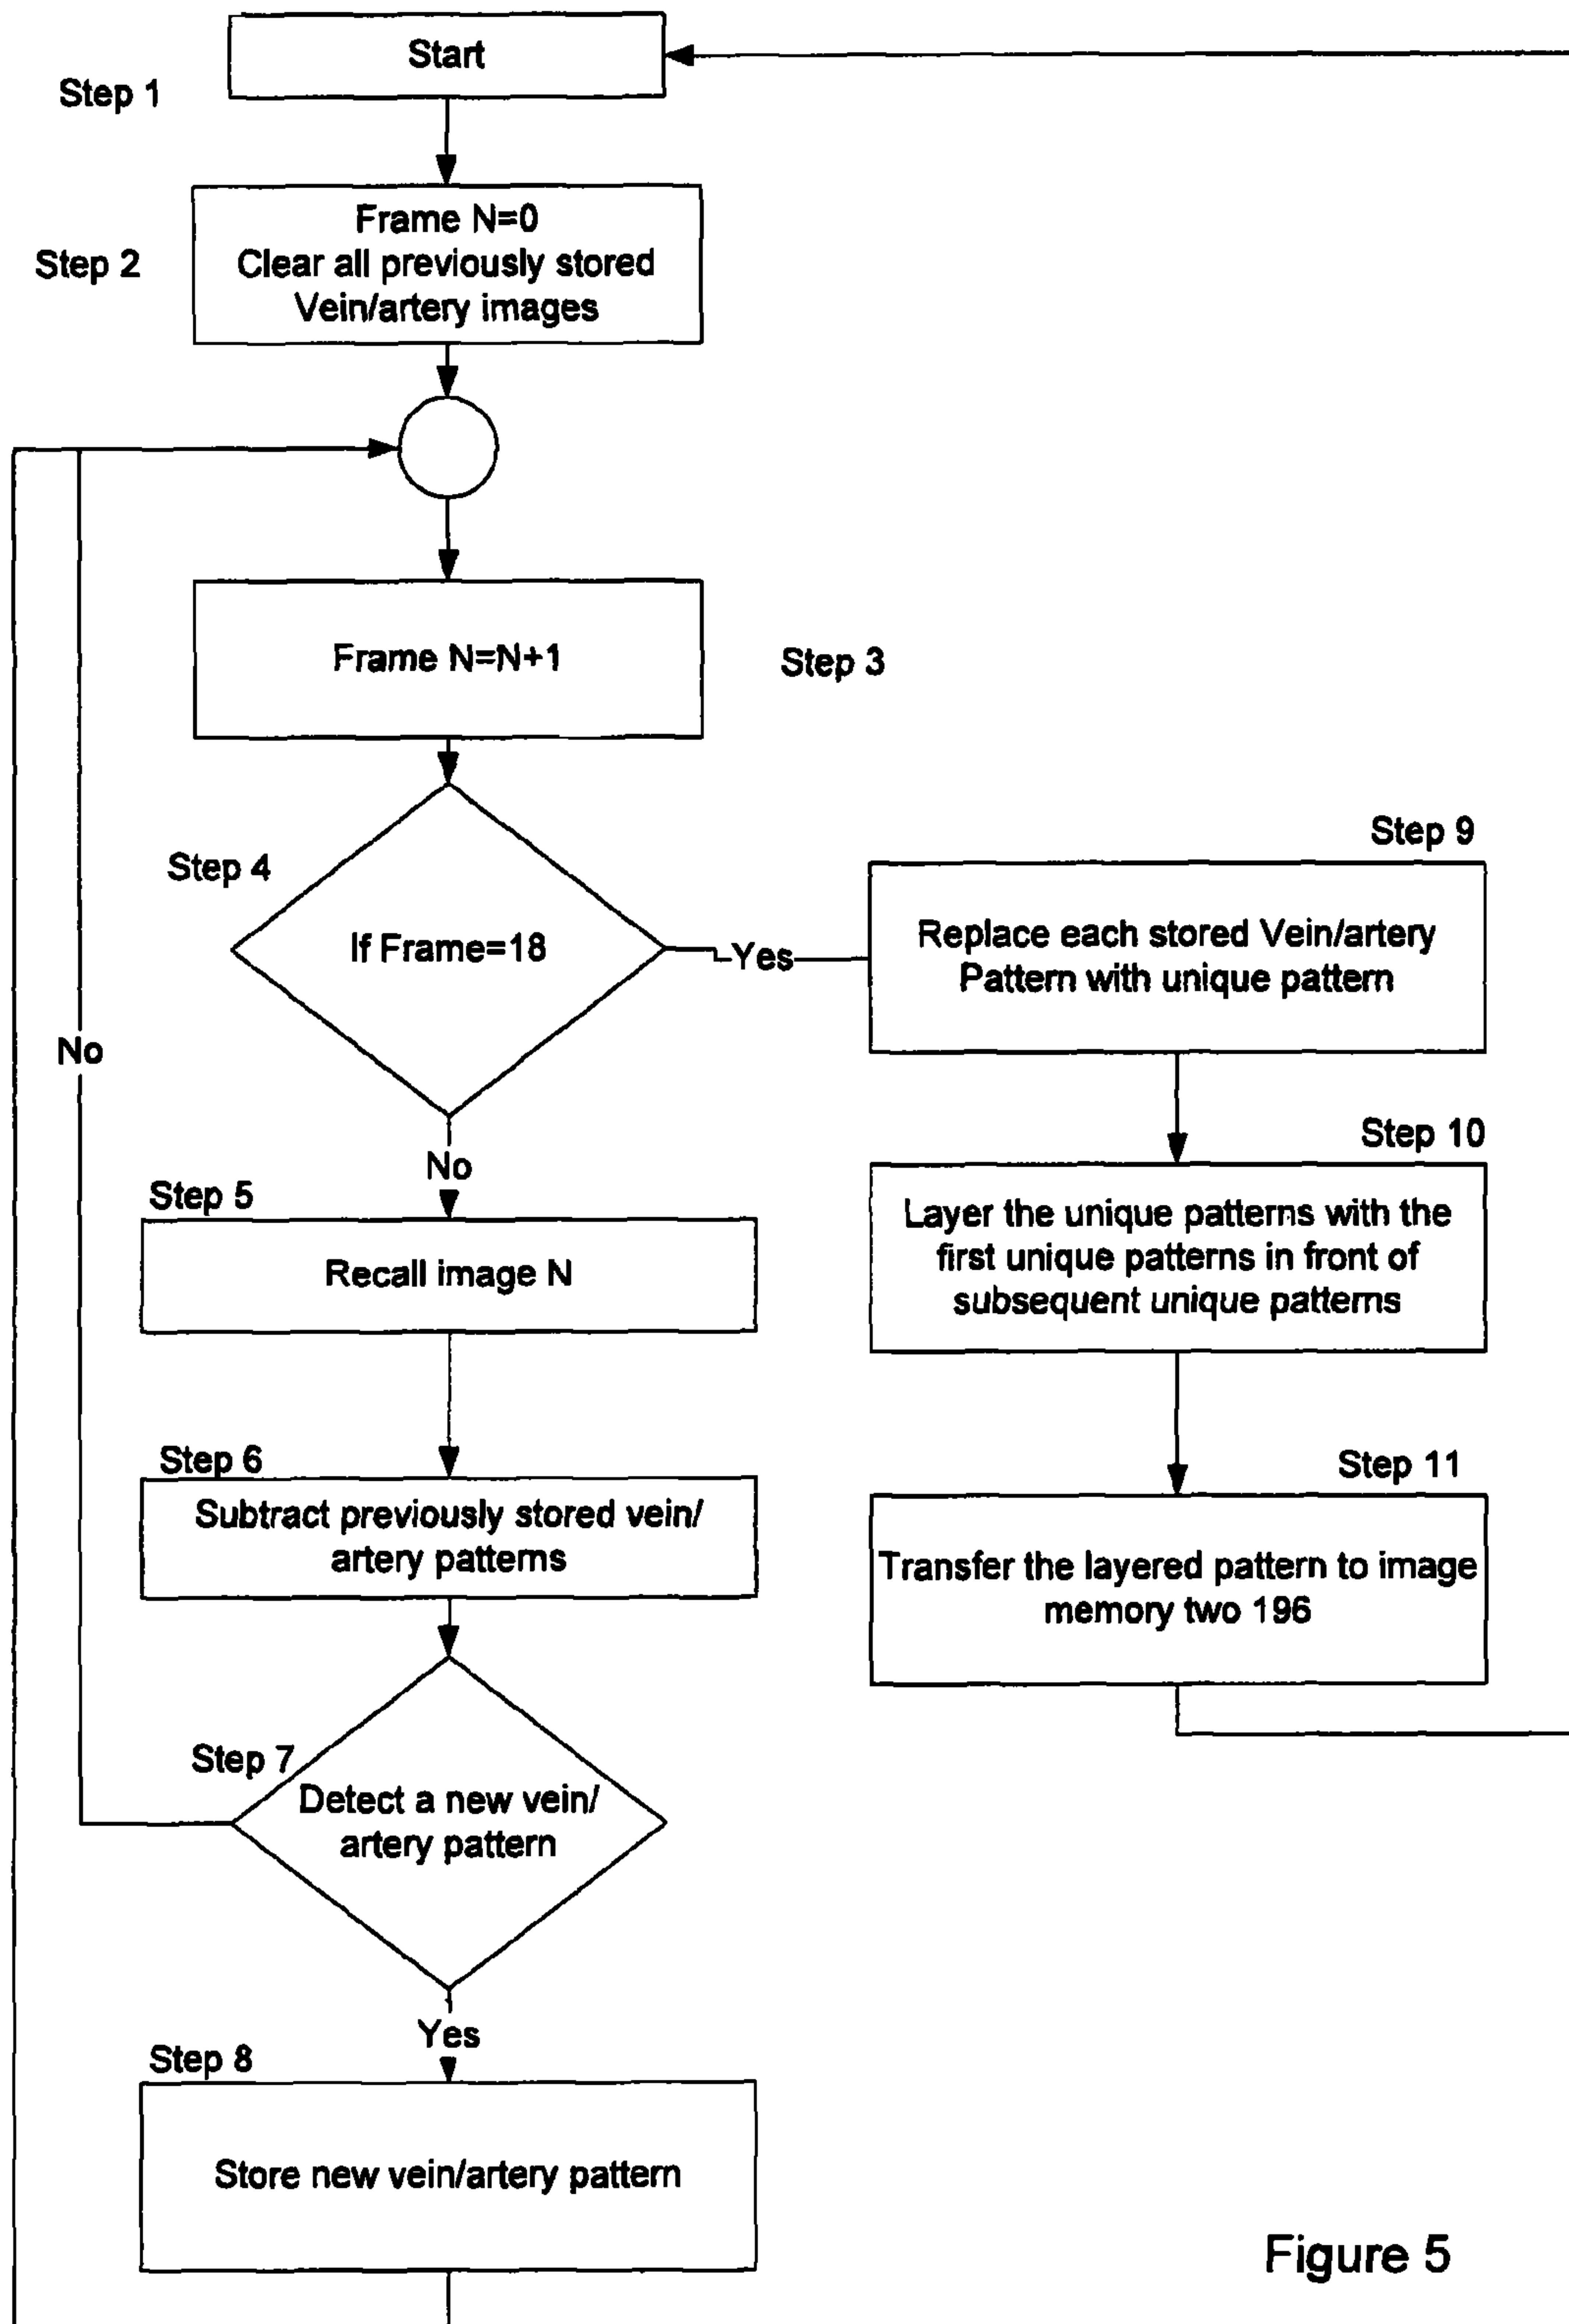 Start
Step 1
Frame N=0
Clear all previously stored
Vein/artery images
Step 2
Frame N=N+1
Step 3
Step 4
If Frame=18
Yes
No
No
Step 5
Recall image N
Step 6
Subtract previously stored vein/
artery patterns
Step 7
Detect a new vein/
artery pattern
Yes
Step 8
Store new vein/artery pattern
Step 9
Replace each stored Vein/artery
Pattern with unique pattern
Step 10
Layer the unique patterns with the
first unique patterns in front of
subsequent unique patterns
Step 11
Transfer the layered pattern to image
memory two 196
Figure 5